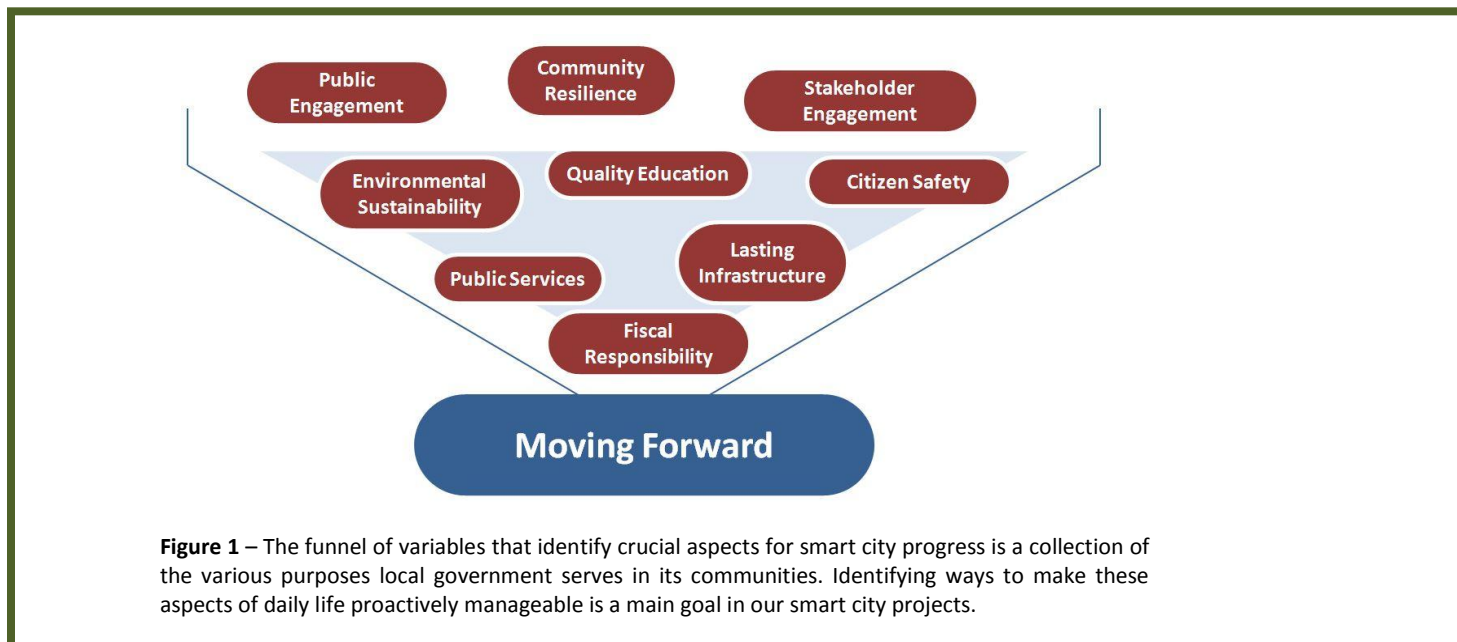 Public
Engagement
Community
Resilience
Stakeholder
Engagement
Environmental
Sustainability
Quality Education
Citizen Safety
Public Services
Lasting
Infrastructure
Fiscal
Responsibility
Moving Forward
Figure 1 – The funnel of variables that identify crucial aspects for smart city progress is a collection of
the various purposes local government serves in its communities. Identifying ways to make these
aspects of daily life proactively manageable is a main goal in our smart city projects.